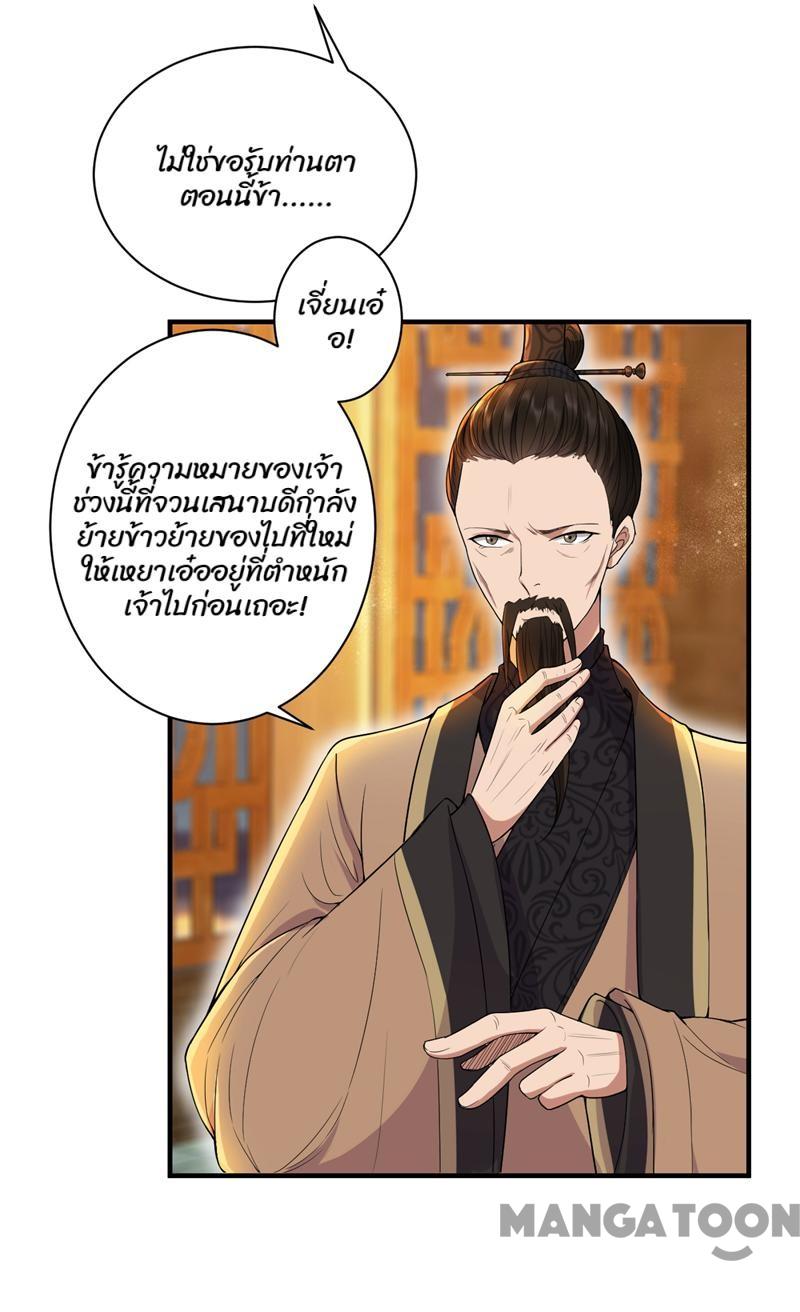 ไม่ใช่ขอรับท่านตา
ตอนนี้ข้า......
เจี่ยนเอ๋
อ!
ข้ารู้ความหมายของเจ้า
ช่วงนี้ที่จวนเสนาบดีกำลัง
ย้ายข้าวย้ายของไปที่ใหม่
ให้เหยาเอ๋ออยู่ที่ตำหนัก
เจ้าไปก่อนเถอะ!
MANGATOON